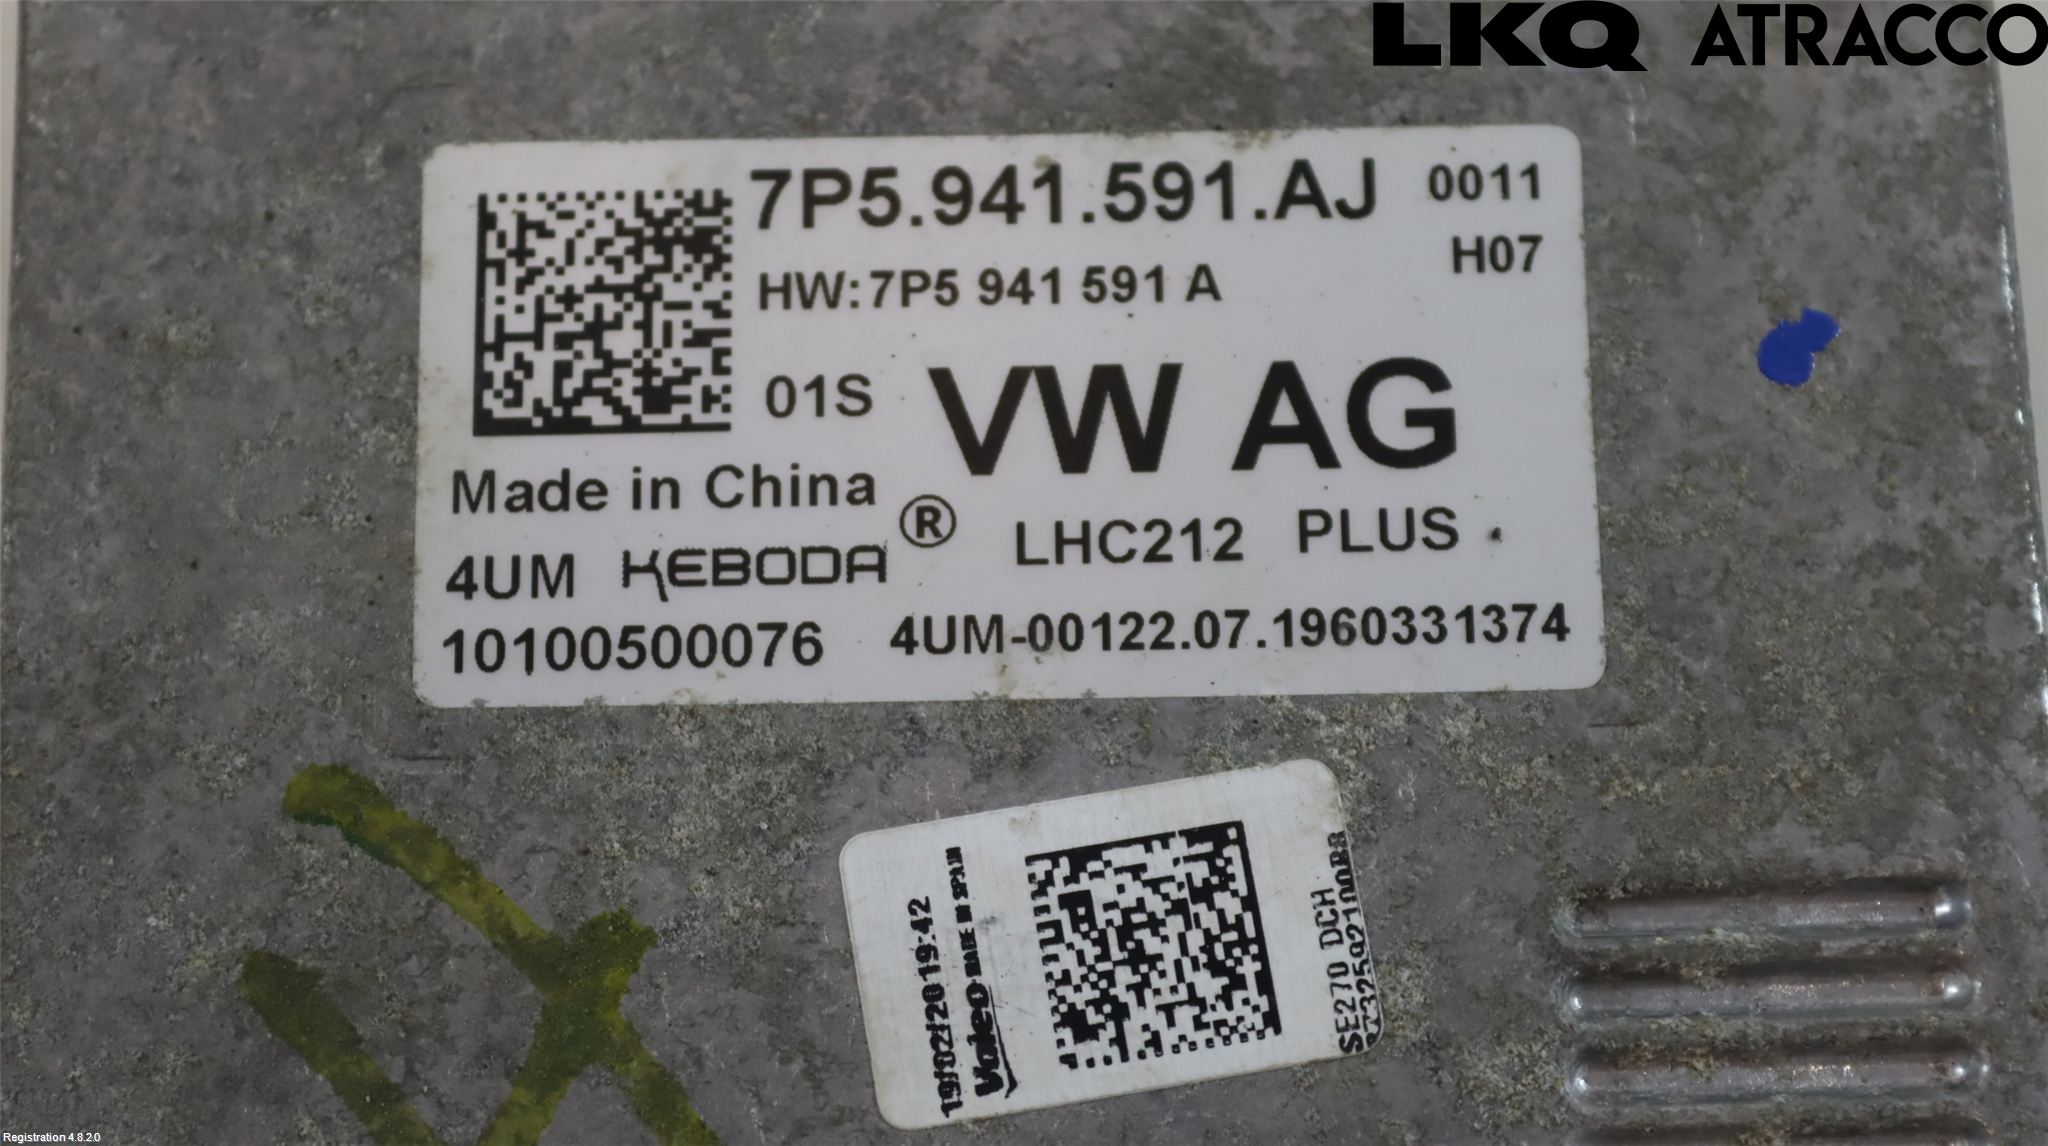 LKQ ATRACCO
7P5.941.591.AJ 0011
HW: 7P5 941 591 A H07
01S VW AG
Made in China
4UM KEBODA® LHC212 PLUS
10100500076 4UM-00122.07.1960331374
19/02/20 19:42
Valeo MADE IN SPAIN
SE270 DCH
Registration 4.8.2.0